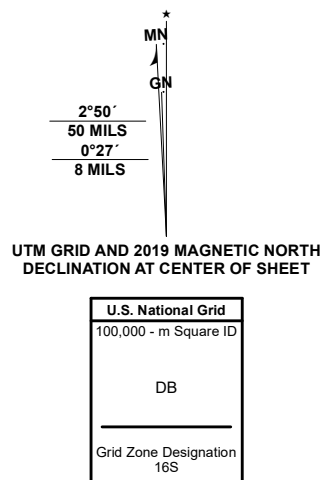 MN
GN
2°50´
50 MILS
0°27´
8 MILS
UTM GRID AND 2019 MAGNETIC NORTH
DECLINATION AT CENTER OF SHEET
U.S. National Grid
100,000 - m Square ID
DB
Grid Zone Designation
16S